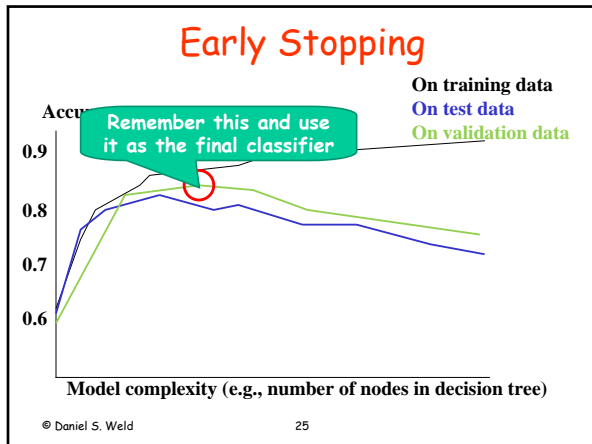 Early Stopping
On training data
On test data
On validation data
Remember this and use
it as the final classifier
0.9
0.8
0.7
0.6
Model complexity (e.g., number of nodes in decision tree)
© Daniel S. Weld
25